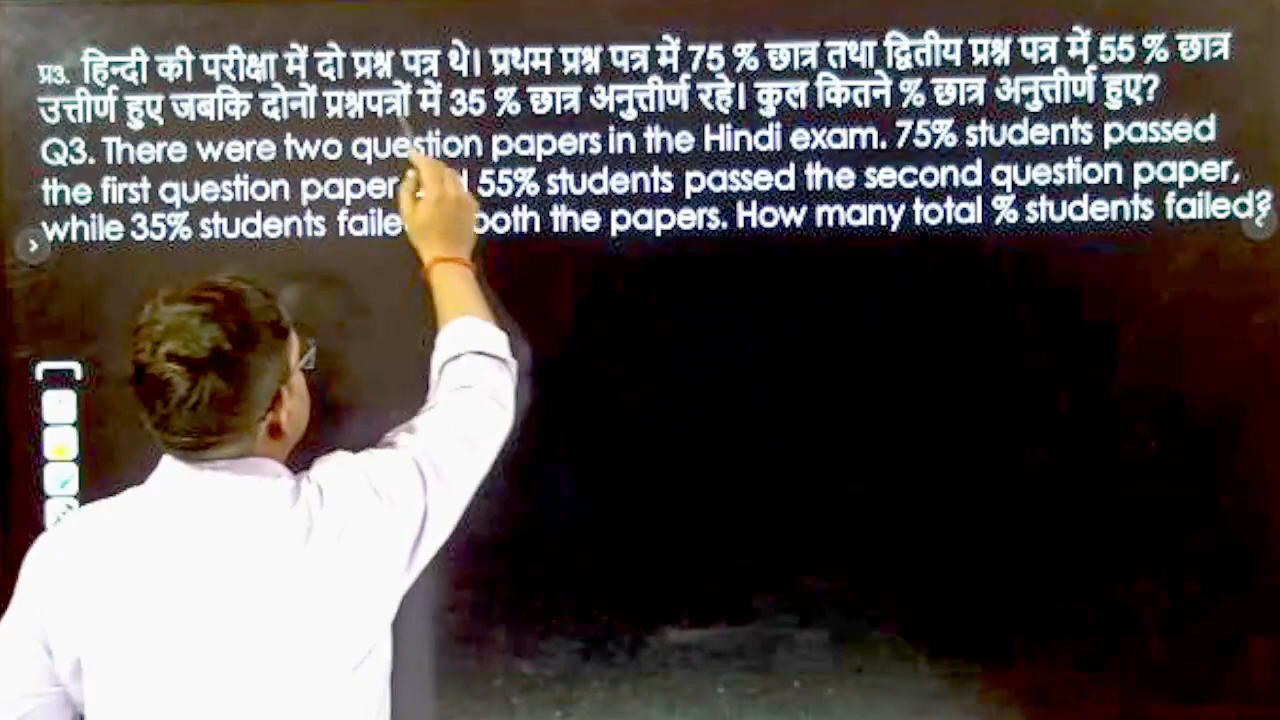 प्र3. हिन्दी की परीक्षा में दो प्रश्न पत्र थे। प्रथम प्रश्न पत्र में 75 % छात्र तथा द्वितीय प्रश्न पत्र में 55 % छात्र
उत्तीर्ण हुए जबकि दोनों प्रश्नपत्रों में 35 % छात्र अनुत्तीर्ण रहे। कुल कितने % छात्र अनुत्तीर्ण हुए?
Q3. There were two question papers in the Hindi exam. 75% students passed
the first question paper 55% students passed the second question paper,
while 35% students both the papers. How many total % students failed?